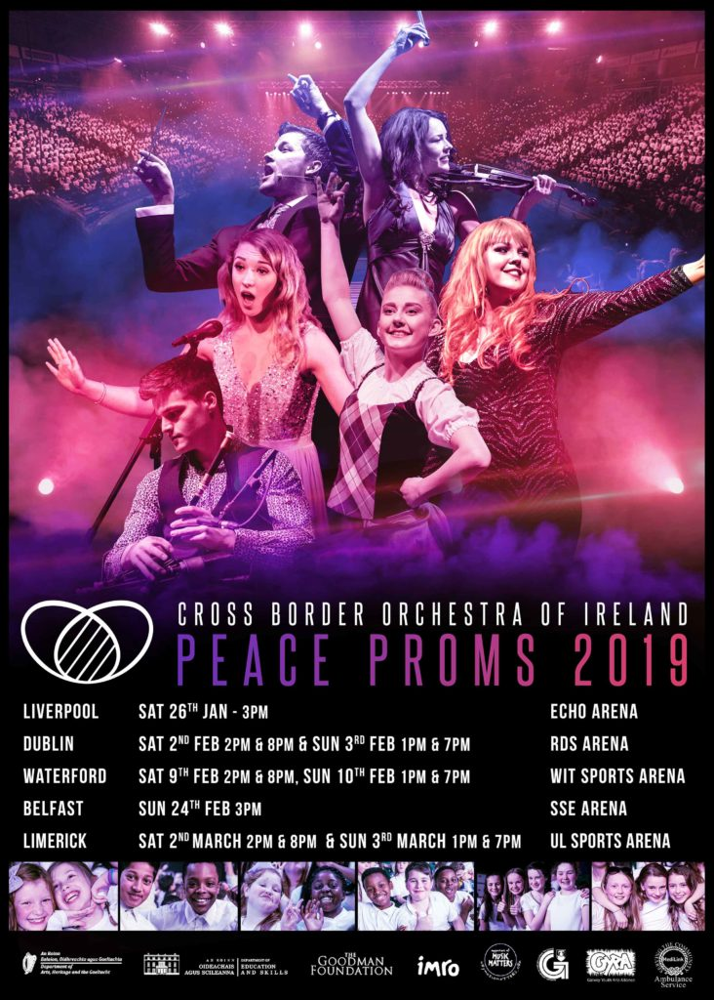 CROSS BORDER ORCHESTRA OF IRELAND
PEACE PROMS 2019
LIVERPOOL SAT 26TH JAN - 3PM ECHO ARENA
DUBLIN SAT 2ND FEB 2PM & 8PM & SUN 3RD FEB 1PM & 7PM RDS ARENA
WATERFORD SAT 9TH FEB 2PM & 8PM, SUN 10TH FEB 1PM & 7PM WIT SPORTS ARENA
BELFAST SUN 24TH FEB 3PM SSE ARENA
LIMERICK SAT 2ND MARCH 2PM & 8PM & SUN 3RD MARCH 1PM & 7PM UL SPORTS ARENA
An Roinn
Ealaíon, Oidhreachta agus Gaeltachta
Department of
Arts, Heritage and the Gaeltacht
AN ROINN
OIDEACHAIS
AGUS SCILEANNA
DEPARTMENT OF
EDUCATION
AND SKILLS
THE
GOODMAN
FOUNDATION
imro
MUSIC
MATTERS
G
GYRA
MediLink
Ambulance
Service